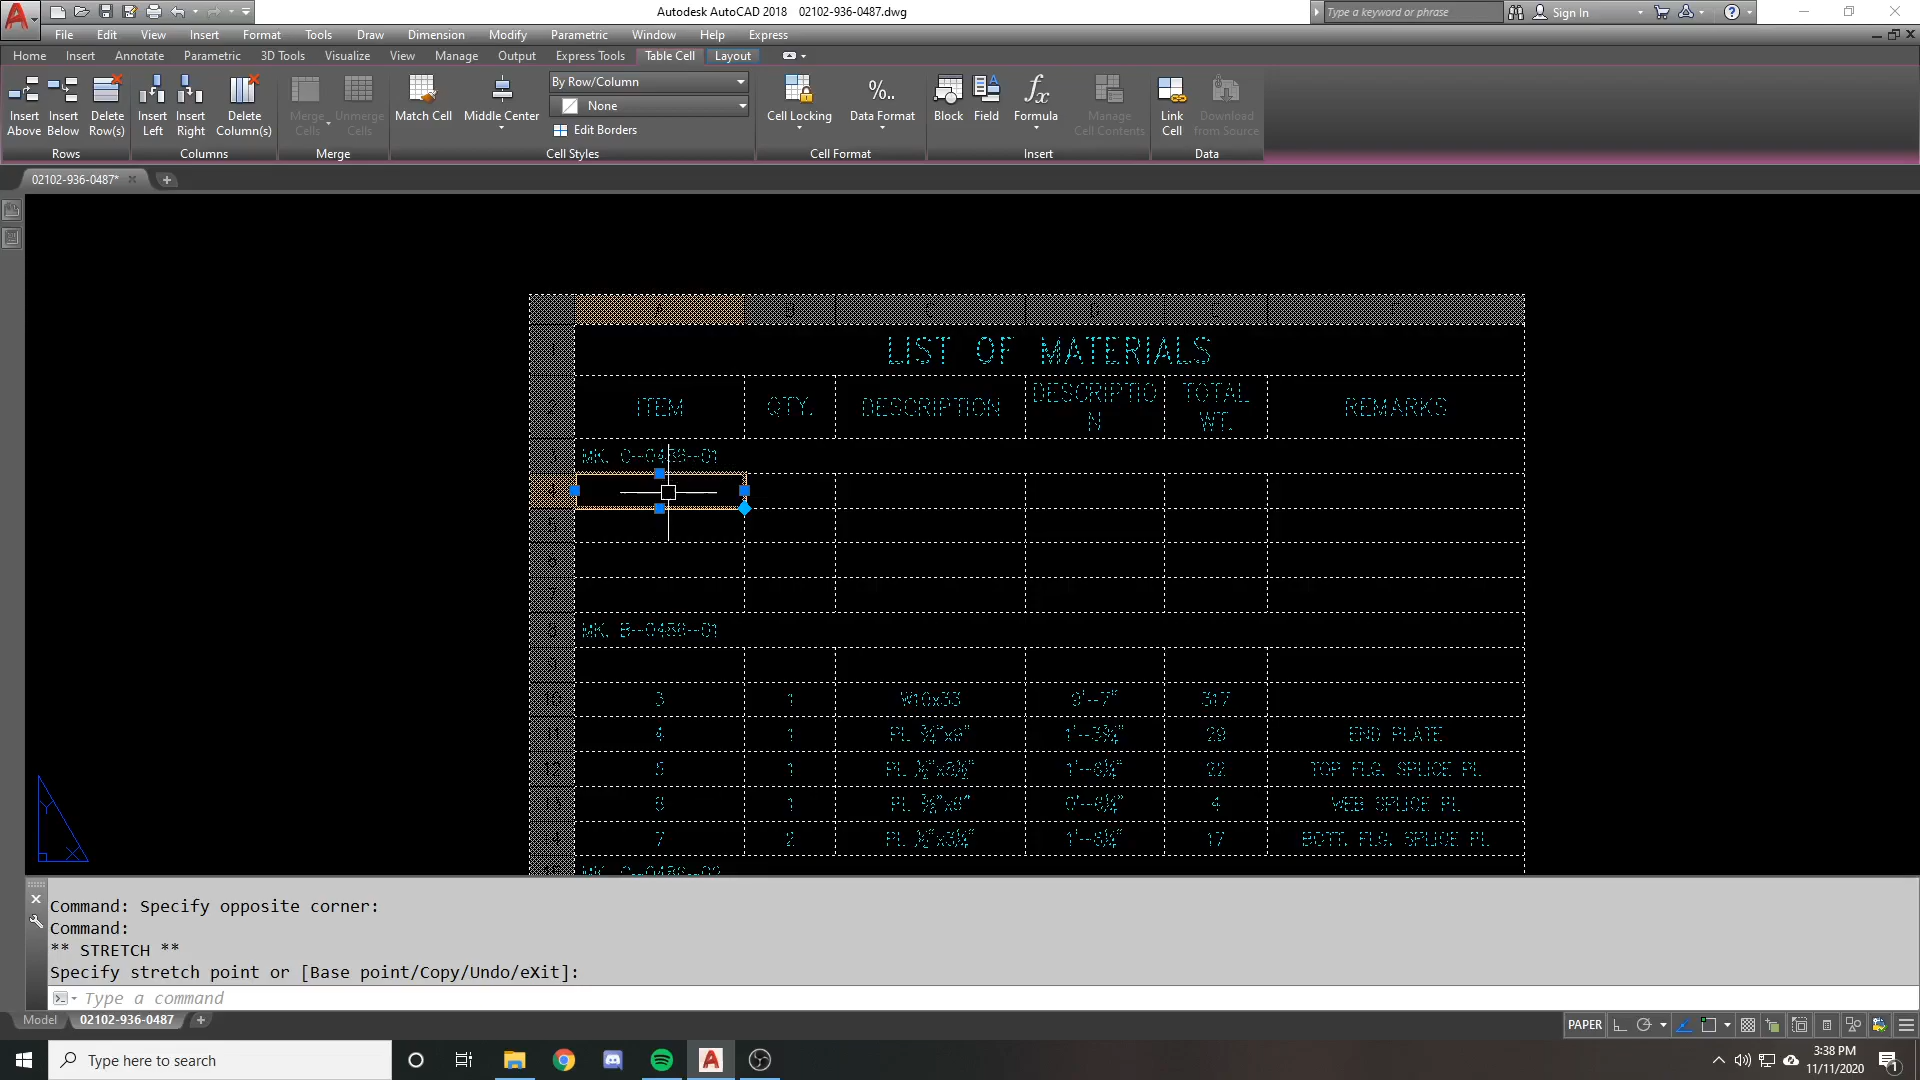 Autodesk AutoCAD 2018 02102-936-0487.dwg
Type a keyword or phrase
Sign In
File Edit View Insert Format Tools Draw Dimension Modify Parametric Window Help Express
Home Insert Annotate Parametric 3D Tools Visualize View Manage Output Express Tools Table Cell Layout
Insert Above
Insert Below
Delete Row(s)
Rows
Insert Left
Insert Right
Delete Column(s)
Columns
Merge Cells
Unmerge Cells
Merge
Match Cell
Middle Center
By Row/Column
None
Edit Borders
Cell Styles
Cell Locking
Data Format
Cell Format
Block
Field
Formula
Manage Cell Contents
Insert
Link Cell
Download from Source
Data
02102-936-0487*
LIST OF MATERIALS
ITEM QTY. DESCRIPTION DESCRIPTIO
N TOTAL
WT. REMARKS
10 3 1 W10x33 9'-7" 317
4 1 29 END PLATE
12 1 22 TOP FLG. SPLICE PL
1 4 WEB SPLICE PL
7 2 17 BOTT. FLG. SPLICE PL
Command: Specify opposite corner:
Command:
** STRETCH **
Specify stretch point or [Base point/Copy/Undo/eXit]:
Type a command
Model 02102-936-0487
PAPER
Type here to search
3:38 PM
11/11/2020
1